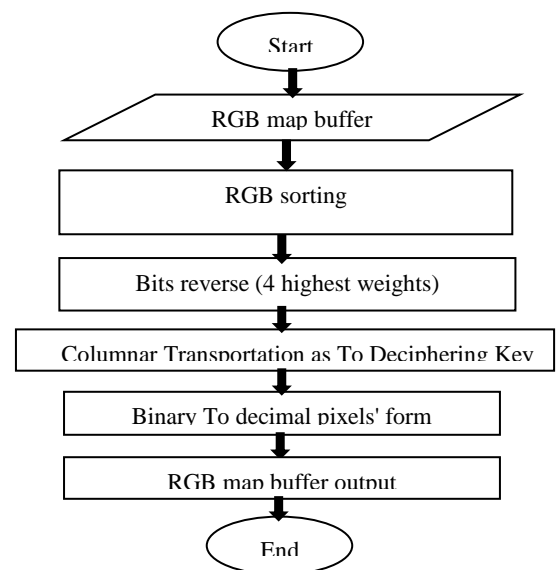 Start
RGB map buffer
RGB sorting
Bits reverse (4 highest weights)
Columnar Transportation as To Deciphering Key
Binary To decimal pixels' form
RGB map buffer output
End